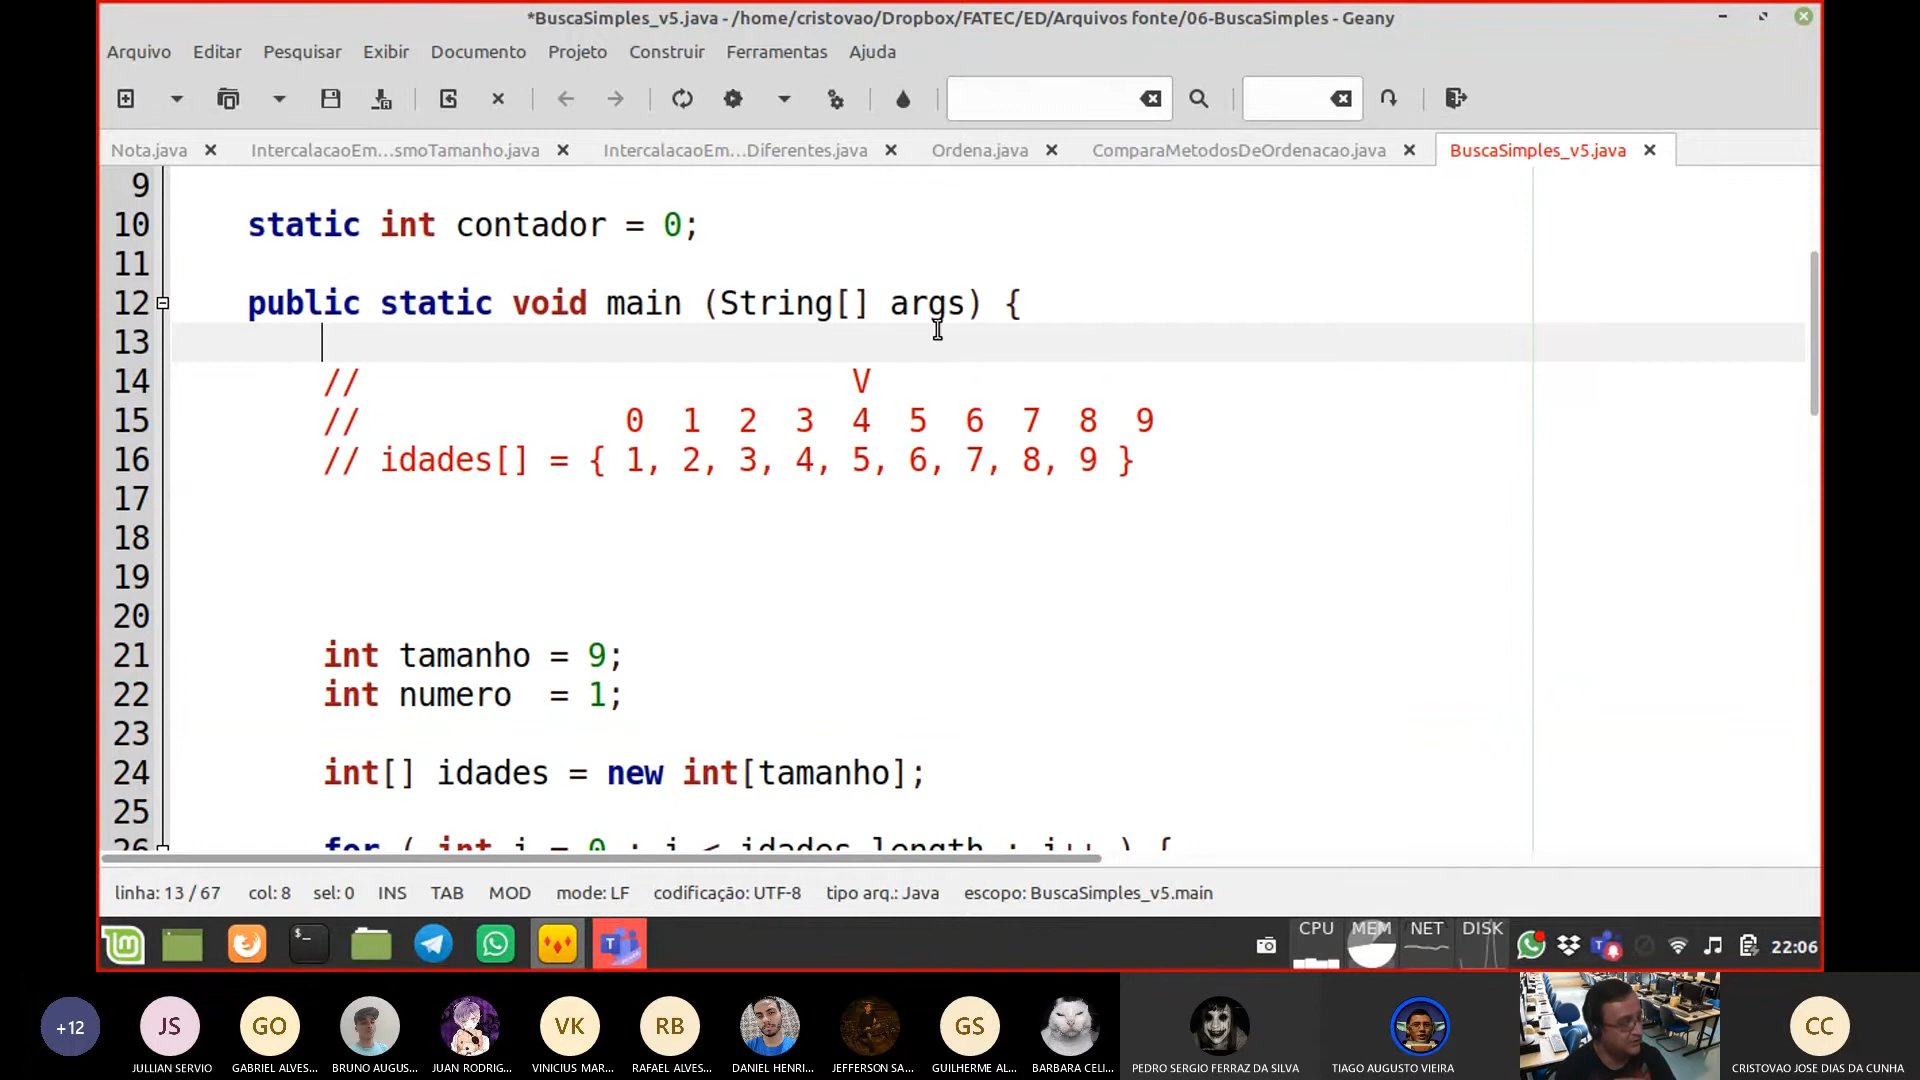 *BuscaSimples_v5.java - /home/cristovao/Dropbox/FATEC/ED/Arquivos fonte/06-BuscaSimples - Geany
Arquivo Editar Pesquisar Exibir Documento Projeto Construir Ferramentas Ajuda
Nota.java IntercalacaoEm...smoTamanho.java IntercalacaoEm...Diferentes.java Ordena.java ComparaMetodosDeOrdenacao.java BuscaSimples_v5.java
9
10 static int contador = 0;
11
12 public static void main (String[] args) {
13
14 // V
15 // 0 1 2 3 4 5 6 7 8 9
16 // idades[] = { 1, 2, 3, 4, 5, 6, 7, 8, 9 }
17
18
19
20
21 int tamanho = 9;
22 int numero = 1;
23
24 int[] idades = new int[tamanho];
25
26 for ( int i = 0 ; i < idades.length ; i++ ) {
linha: 13 / 67 col: 8 sel: 0 INS TAB MOD mode: LF codificação: UTF-8 tipo arq.: Java escopo: BuscaSimples_v5.main
CPU MEM NET DISK
22:06
+12 JS GO VK RB GS CC
JULLIAN SERVIO GABRIEL ALVES... BRUNO AUGUS... JUAN RODRIG... VINICIUS MAR... RAFAEL ALVES... DANIEL HENRI... JEFFERSON SA... GUILHERME AL... BARBARA CELI... PEDRO SERGIO FERRAZ DA SILVA TIAGO AUGUSTO VIEIRA CRISTOVAO JOSE DIAS DA CUNHA